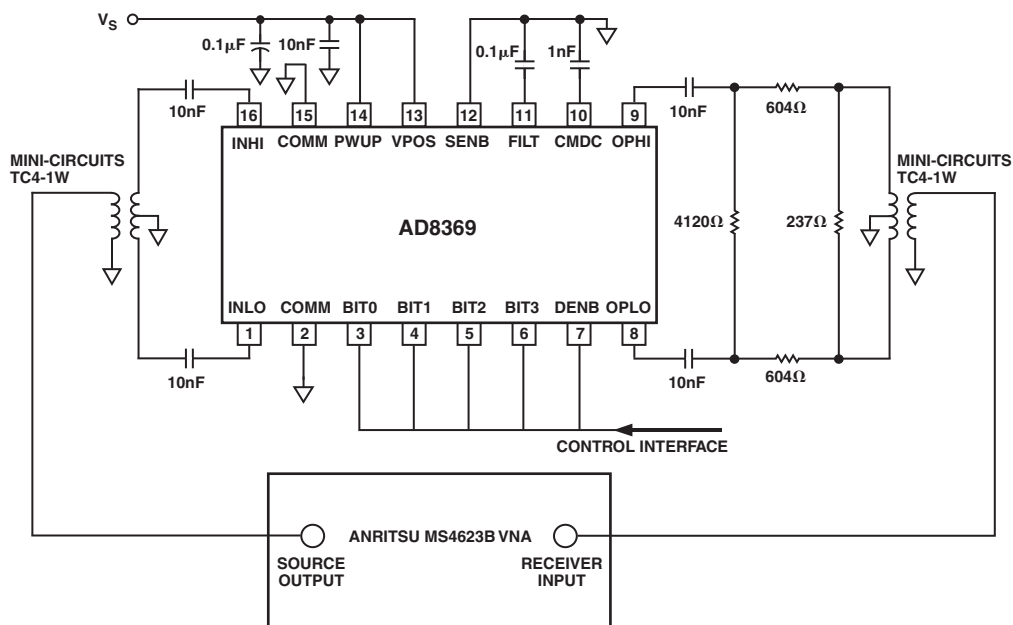 VS
0.1µF
10nF
0.1µF
1nF
10nF
10nF
604Ω
16
15
14
13
12
11
10
9
INHI
COMM
PWUP
VPOS
SENB
FILT
CMDC
OPHI
MINI-CIRCUITS
TC4-1W
MINI-CIRCUITS
TC4-1W
AD8369
4120Ω
237Ω
INLO
COMM
BIT0
BIT1
BIT2
BIT3
DENB
OPLO
1
2
3
4
5
6
7
8
10nF
10nF
604Ω
CONTROL INTERFACE
ANRITSU MS4623B VNA
SOURCE
OUTPUT
RECEIVER
INPUT